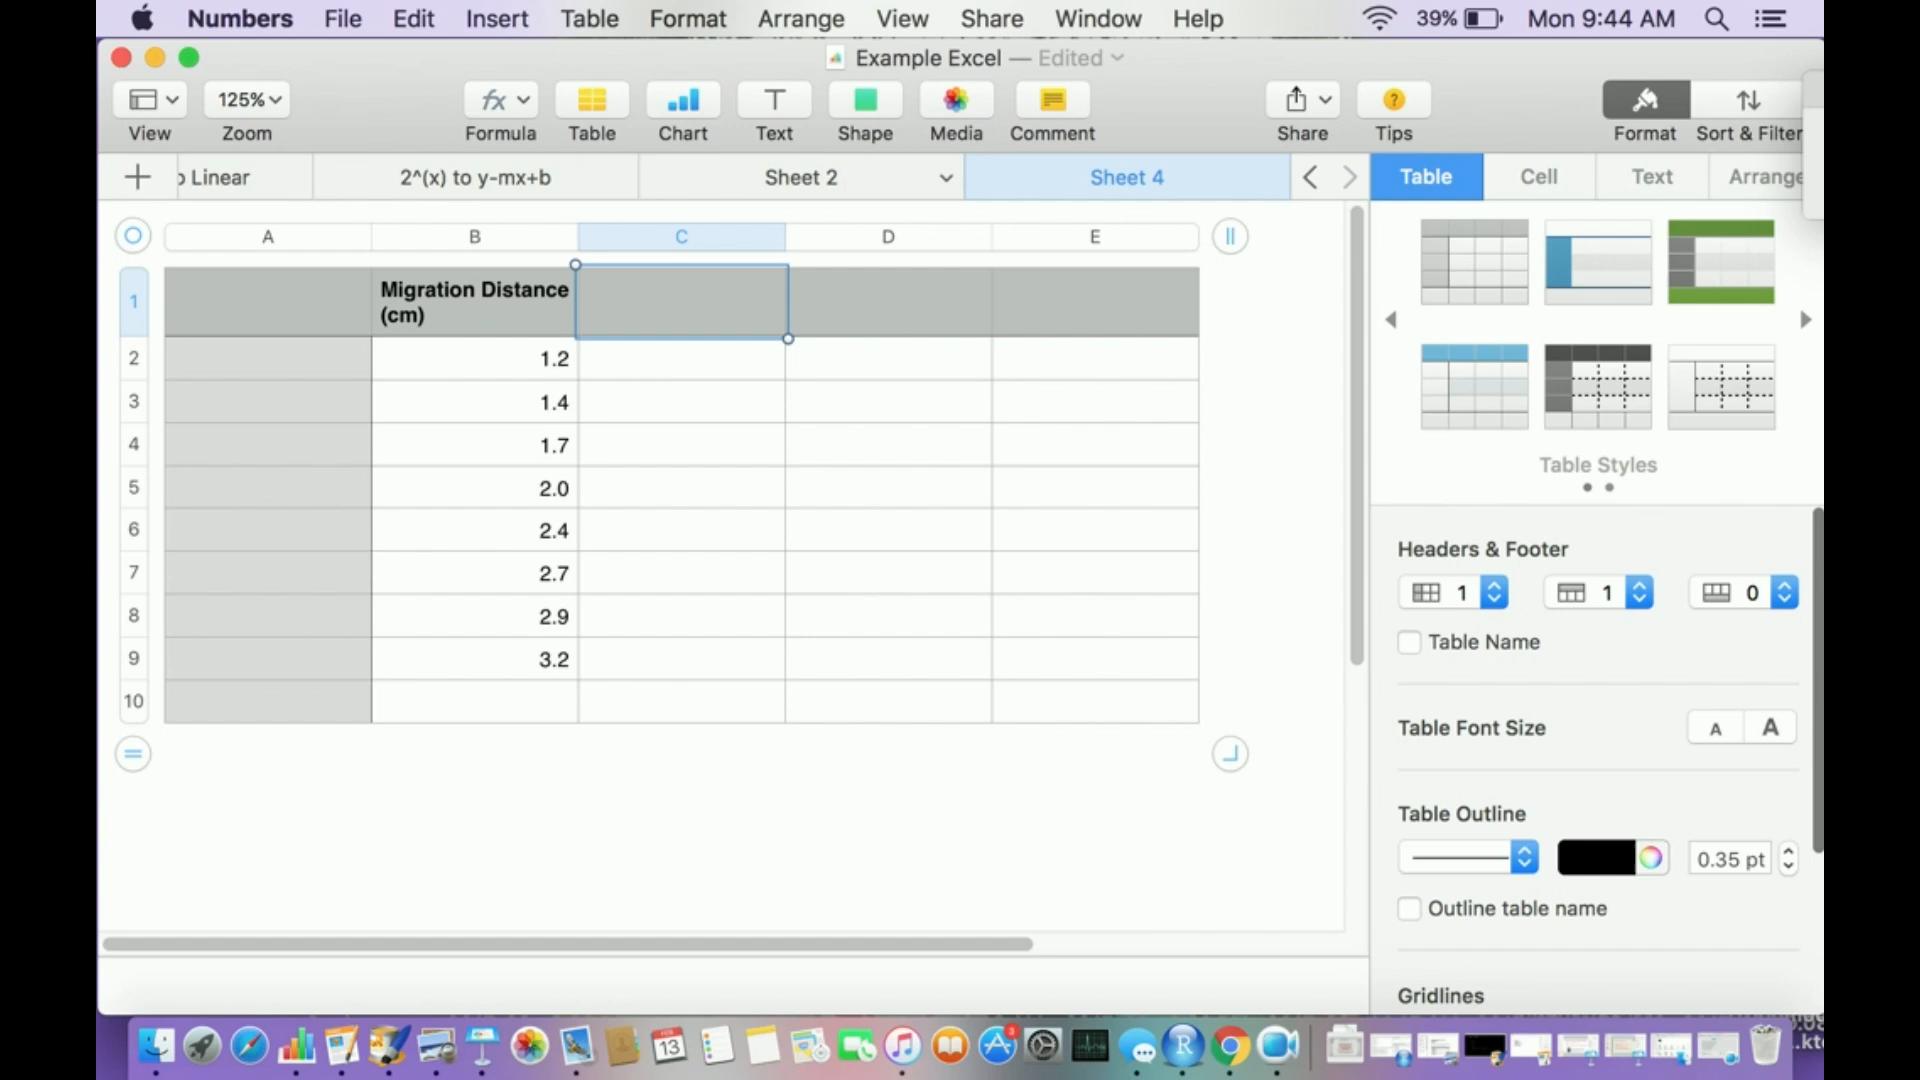 Numbers File Edit Insert Table Format Arrange View Share Window Help 39% Mon 9:44 AM
Example Excel — Edited
125%
View Zoom Formula Table Chart Text Shape Media Comment Share Tips Format Sort & Filter
Linear 2^(x) to y-mx+b Sheet 2 Sheet 4 Table Cell Text Arrange
A B C D E
1 Migration Distance
(cm)
2 1.2
3 1.4
4 1.7
5 2.0
6 2.4
7 2.7
8 2.9
9 3.2
10
Table Styles
Headers & Footer
1 1 0
Table Name
Table Font Size A A
Table Outline
0.35 pt
Outline table name
Gridlines
13
3